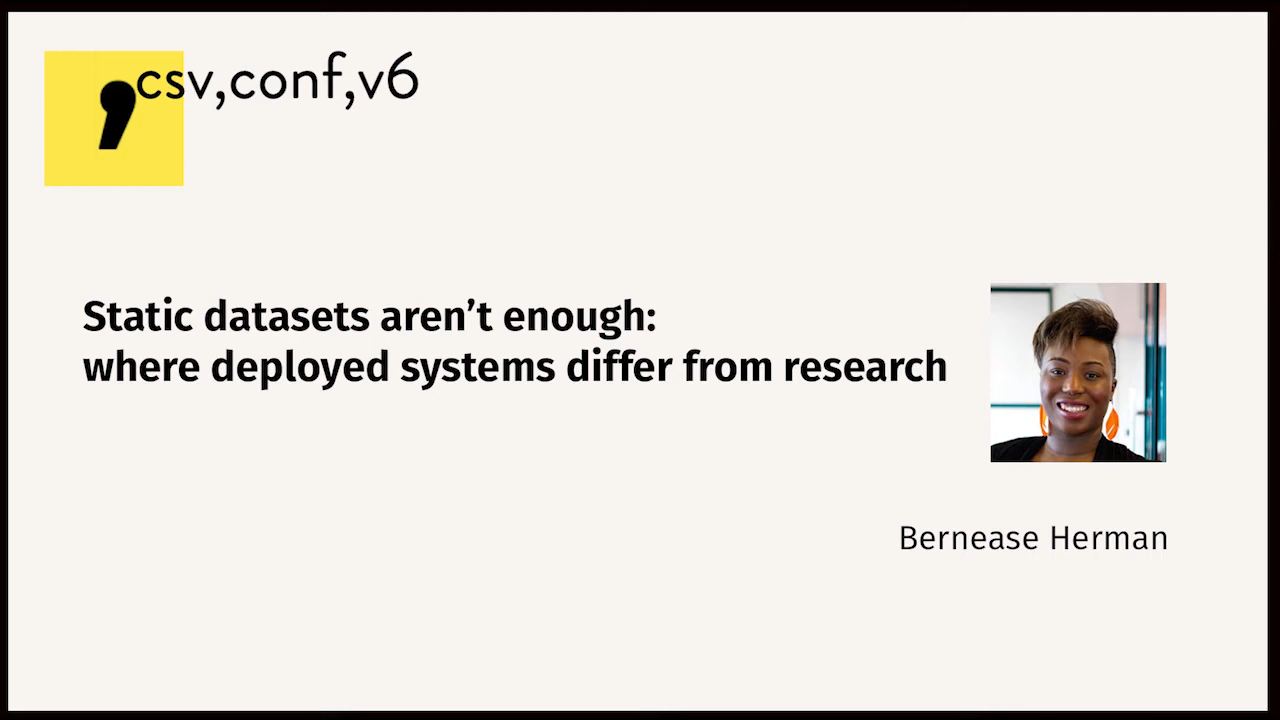 csv,conf,v6
Static datasets aren’t enough:
where deployed systems differ from research
Bernease Herman